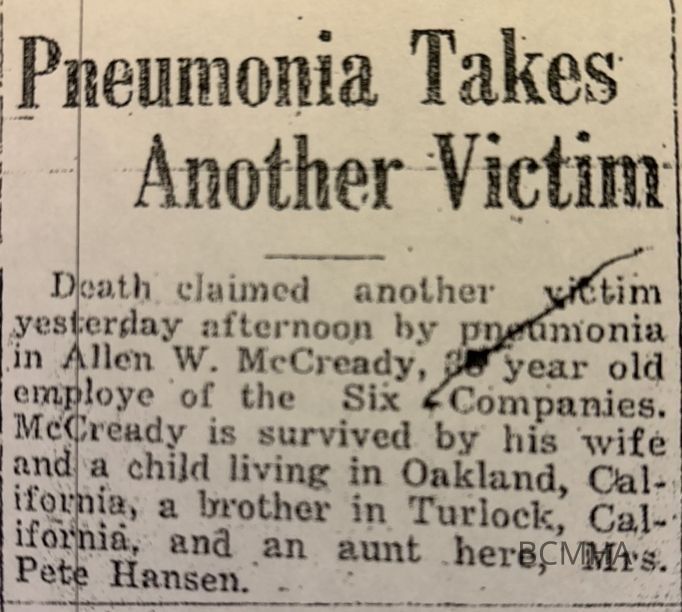 Pneumonia Takes
Another Victim
Death claimed another victim
yesterday afternoon by pneumonia
in Allen W. McCready, year old
employe of the Six Companies.
McCready is survived by his wife
and a child living in Oakland, Cal-
ifornia, a brother in Turlock, Cal-
ifornia, and an aunt here, Mrs.
Pete Hansen.
BCMHA